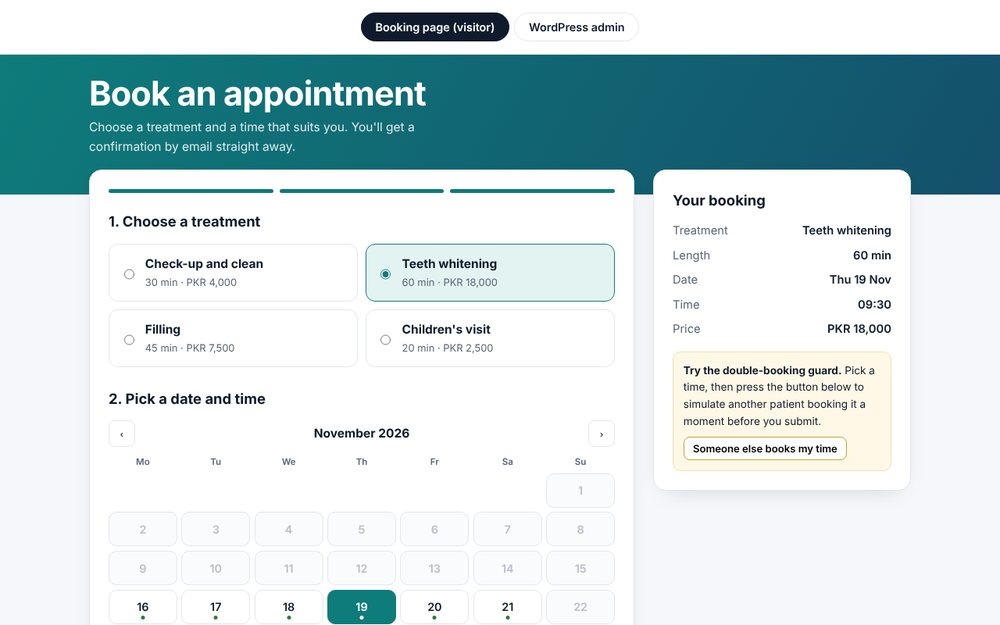 Booking page (visitor)
WordPress admin
Book an appointment
Choose a treatment and a time that suits you. You'll get a
confirmation by email straight away.
1. Choose a treatment
Check-up and clean
30 min · PKR 4,000
Teeth whitening
60 min · PKR 18,000
Filling
45 min · PKR 7,500
Children's visit
20 min · PKR 2,500
2. Pick a date and time
‹
November 2026
›
Mo Tu We Th Fr Sa Su
1
2 3 4 5 6 7 8
9 10 11 12 13 14 15
16 17 18 19 20 21 22
Your booking
Treatment Teeth whitening
Length 60 min
Date Thu 19 Nov
Time 09:30
Price PKR 18,000
Try the double-booking guard. Pick a
time, then press the button below to
simulate another patient booking it a
moment before you submit.
Someone else books my time